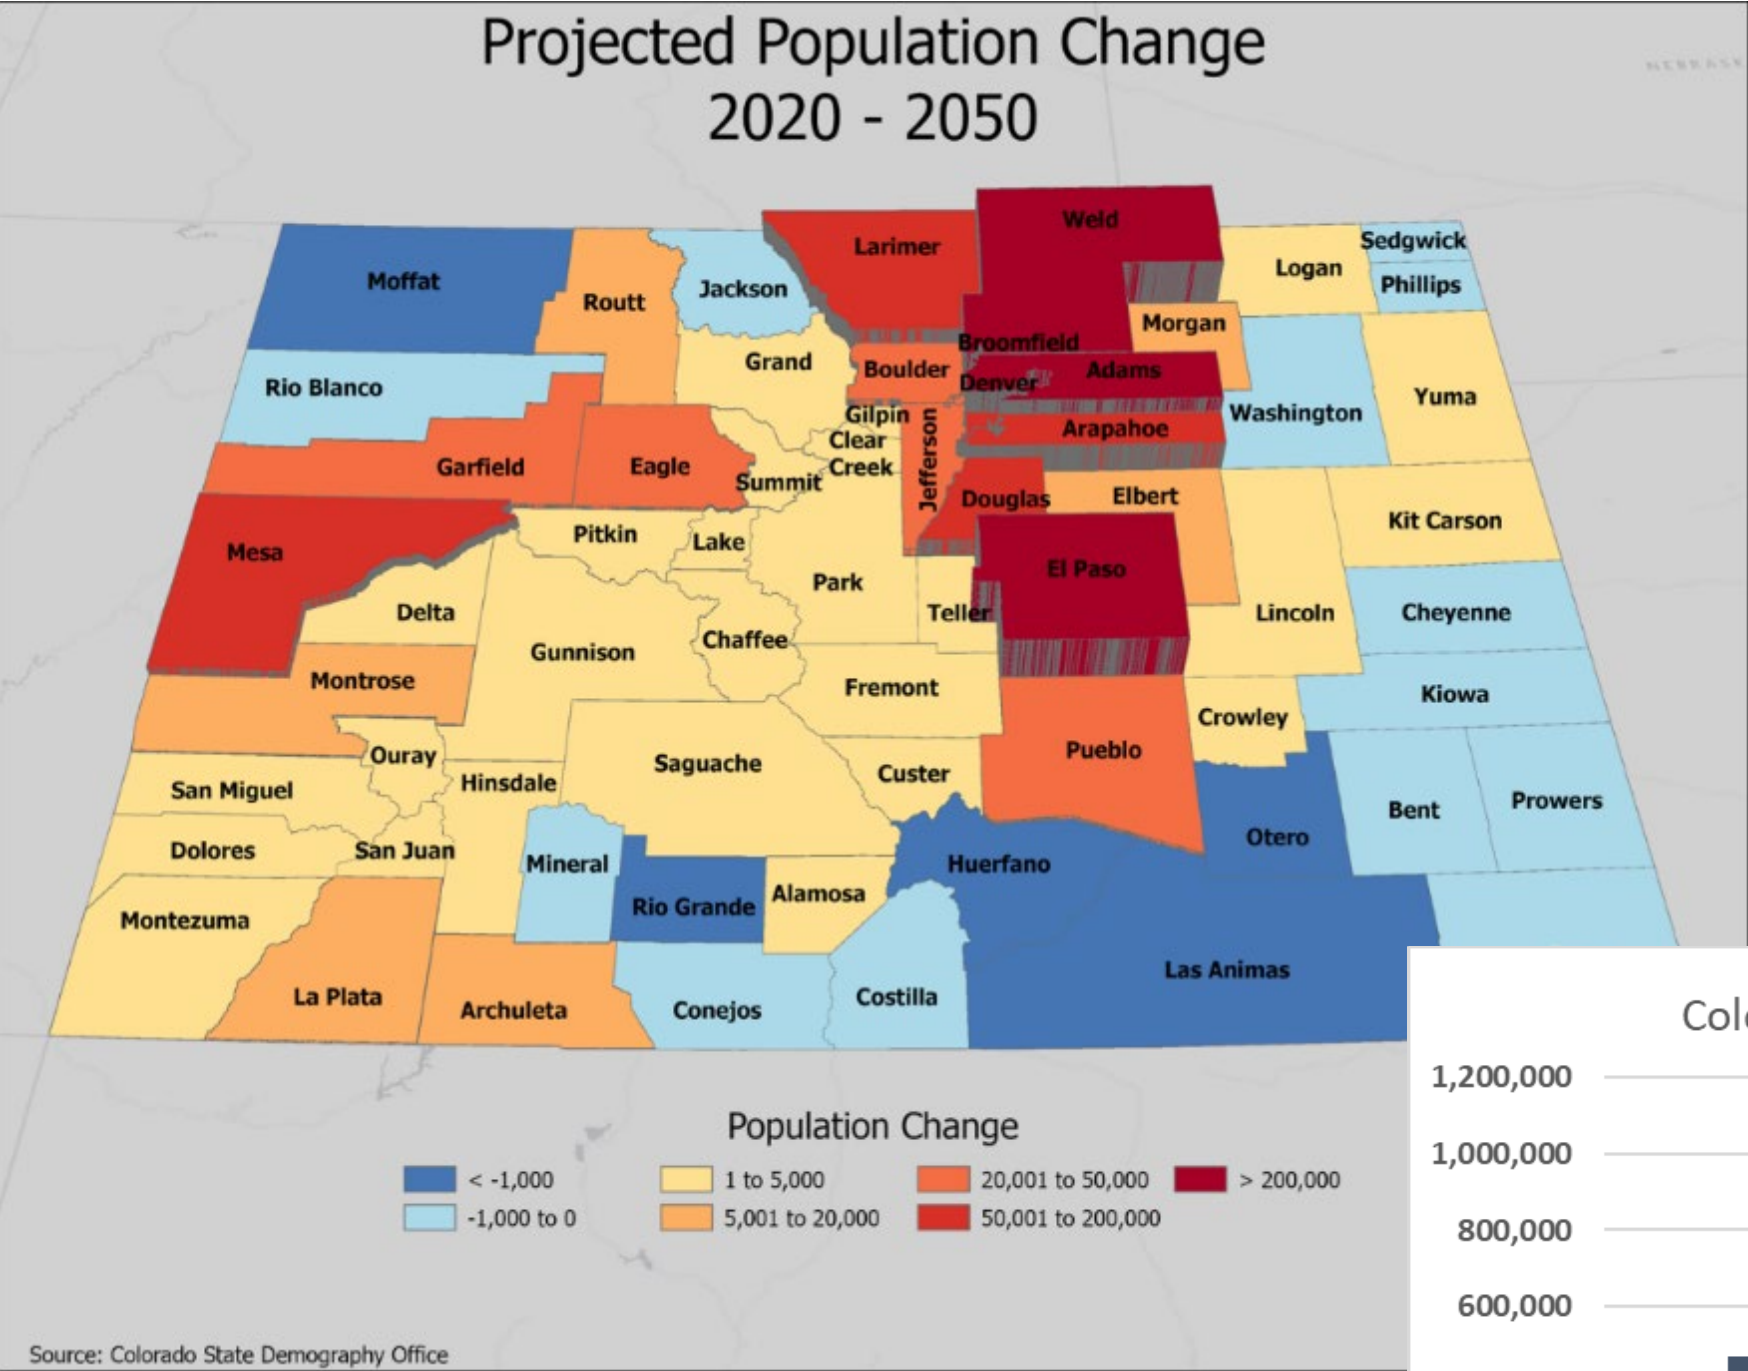 Projected Population Change
2020 - 2050
NEBRASK
Weld
Larimer
Sedgwick
Moffat
Jackson
Logan
Phillips
Routt
Morgan
Broomfield
Grand
Boulder
Adams
Denver
Rio Blanco
Yuma
Gilpin
Washington
Jefferson
Arapahoe
Clear
Creek
Garfield
Eagle
Summit
Douglas
Elbert
Kit Carson
Pitkin
Lake
Mesa
El Paso
Park
Delta
Teller
Lincoln
Cheyenne
Gunnison
Chaffee
Montrose
Fremont
Kiowa
Crowley
Ouray
Pueblo
Saguache
Custer
San Miguel
Hinsdale
Bent
Prowers
Otero
Dolores
San Juan
Mineral
Huerfano
Alamosa
Rio Grande
Montezuma
Las Animas
La Plata
Archuleta
Conejos
Costilla
Population Change
< -1,000
1 to 5,000
20,001 to 50,000
> 200,000
-1,000 to 0
5,001 to 20,000
50,001 to 200,000
Source: Colorado State Demography Office
Colo
1,200,000
1,000,000
800,000
600,000